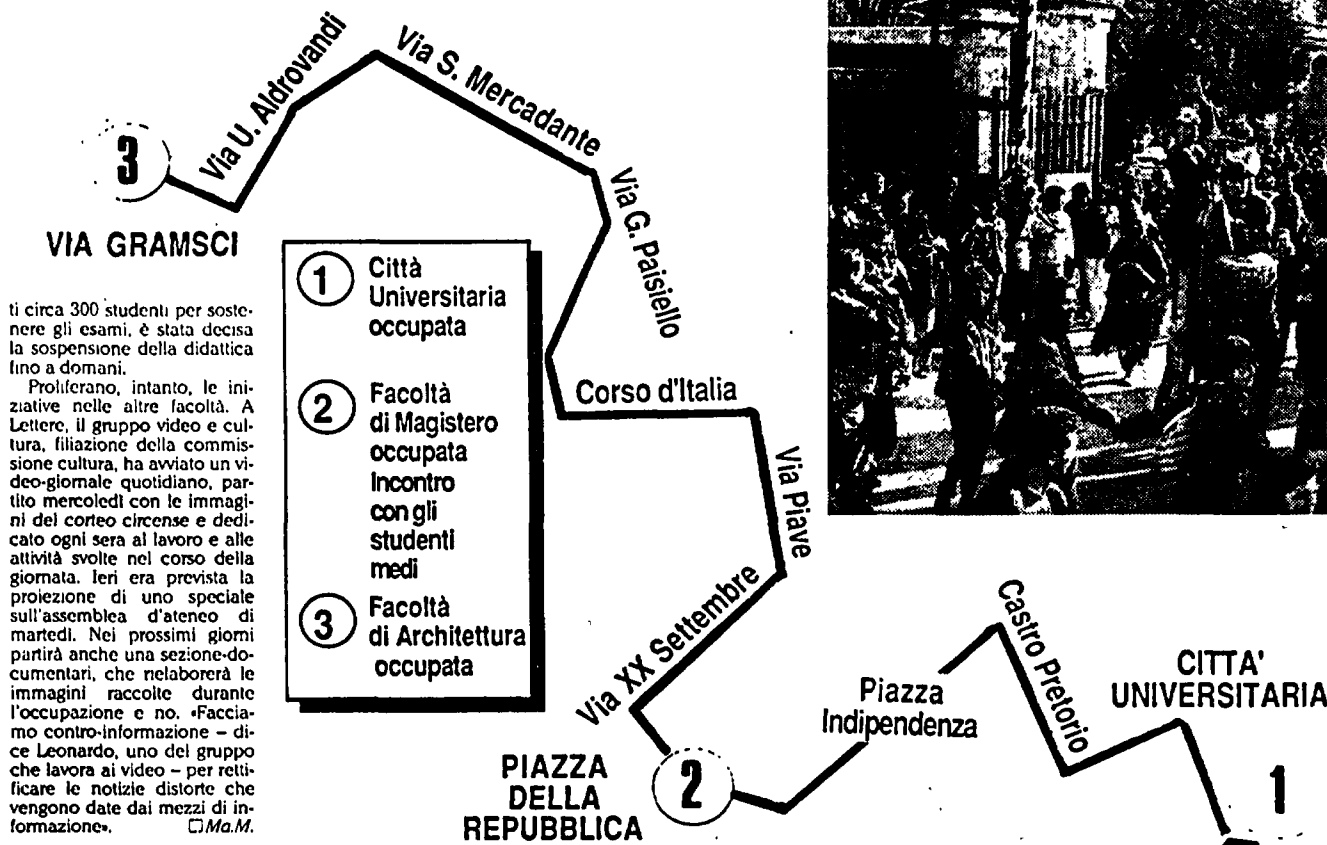 Via U. Aldrovandi
Via S. Mercadante
3
VIA GRAMSCI
Via G. Paisiello
1 Città
Universitaria
occupata
2 Facoltà
di Magistero
occupata
Incontro
con gli
studenti
medi
3 Facoltà
di Architettura
occupata
Corso d'Italia
Via Piave
Via XX Settembre
PIAZZA
DELLA
REPUBBLICA
2
Piazza
Indipendenza
Castro Pretorio
CITTA'
UNIVERSITARIA
1
ti circa 300 studenti per soste-
nere gli esami, è stata decisa
la sospensione della didattica
fino a domani.
Proliferano, intanto, le ini-
ziative nelle altre facoltà. A
Lettere, il gruppo video e cul-
tura, filiazione della commis-
sione cultura, ha avviato un vi-
deo-giornale quotidiano, par-
tito mercoledì con le immagi-
ni del corteo circense e dedi-
cato ogni sera al lavoro e alle
attività svolte nel corso della
giornata. Ieri era prevista la
proiezione di uno speciale
sull'assemblea d'ateneo di
martedì. Nei prossimi giorni
partirà anche una sezione-do-
cumentari, che rielaborerà le
immagini raccolte durante
l'occupazione e no. «Faccia-
mo contro-informazione – di-
ce Leonardo, uno del gruppo
che lavora ai video – per retti-
ficare le notizie distorte che
vengono date dai mezzi di in-
formazione». □ Ma.M.